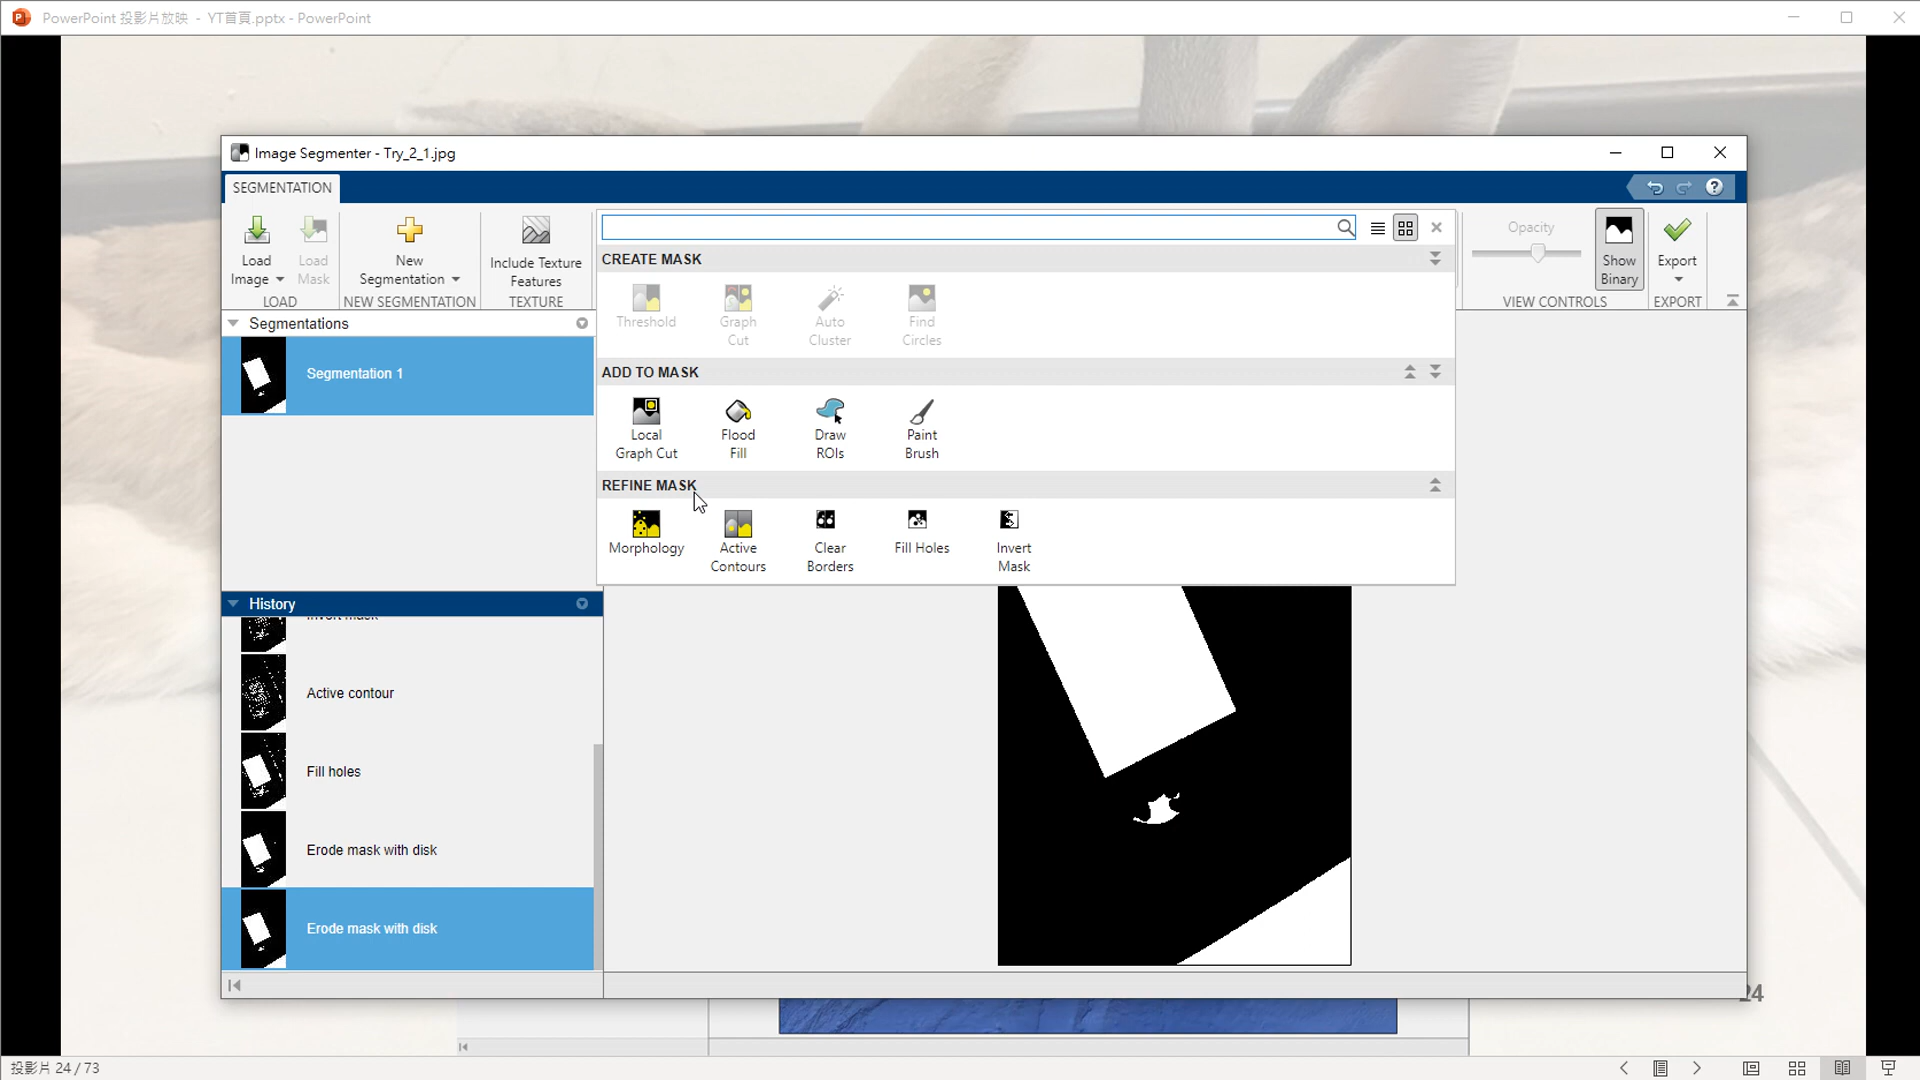 PowerPoint 投影片放映 - YT首頁.pptx - PowerPoint
Image Segmenter - Try_2_1.jpg
SEGMENTATION
Load Image
Load Mask
LOAD
New Segmentation
NEW SEGMENTATION
Include Texture Features
TEXTURE
CREATE MASK
Threshold
Graph Cut
Auto Cluster
Find Circles
ADD TO MASK
Local Graph Cut
Flood Fill
Draw ROIs
Paint Brush
REFINE MASK
Morphology
Active Contours
Clear Borders
Fill Holes
Invert Mask
Opacity
Show Binary
VIEW CONTROLS
Export
EXPORT
Segmentations
Segmentation 1
History
Invert mask
Active contour
Fill holes
Erode mask with disk
Erode mask with disk
24
投影片 24 / 73